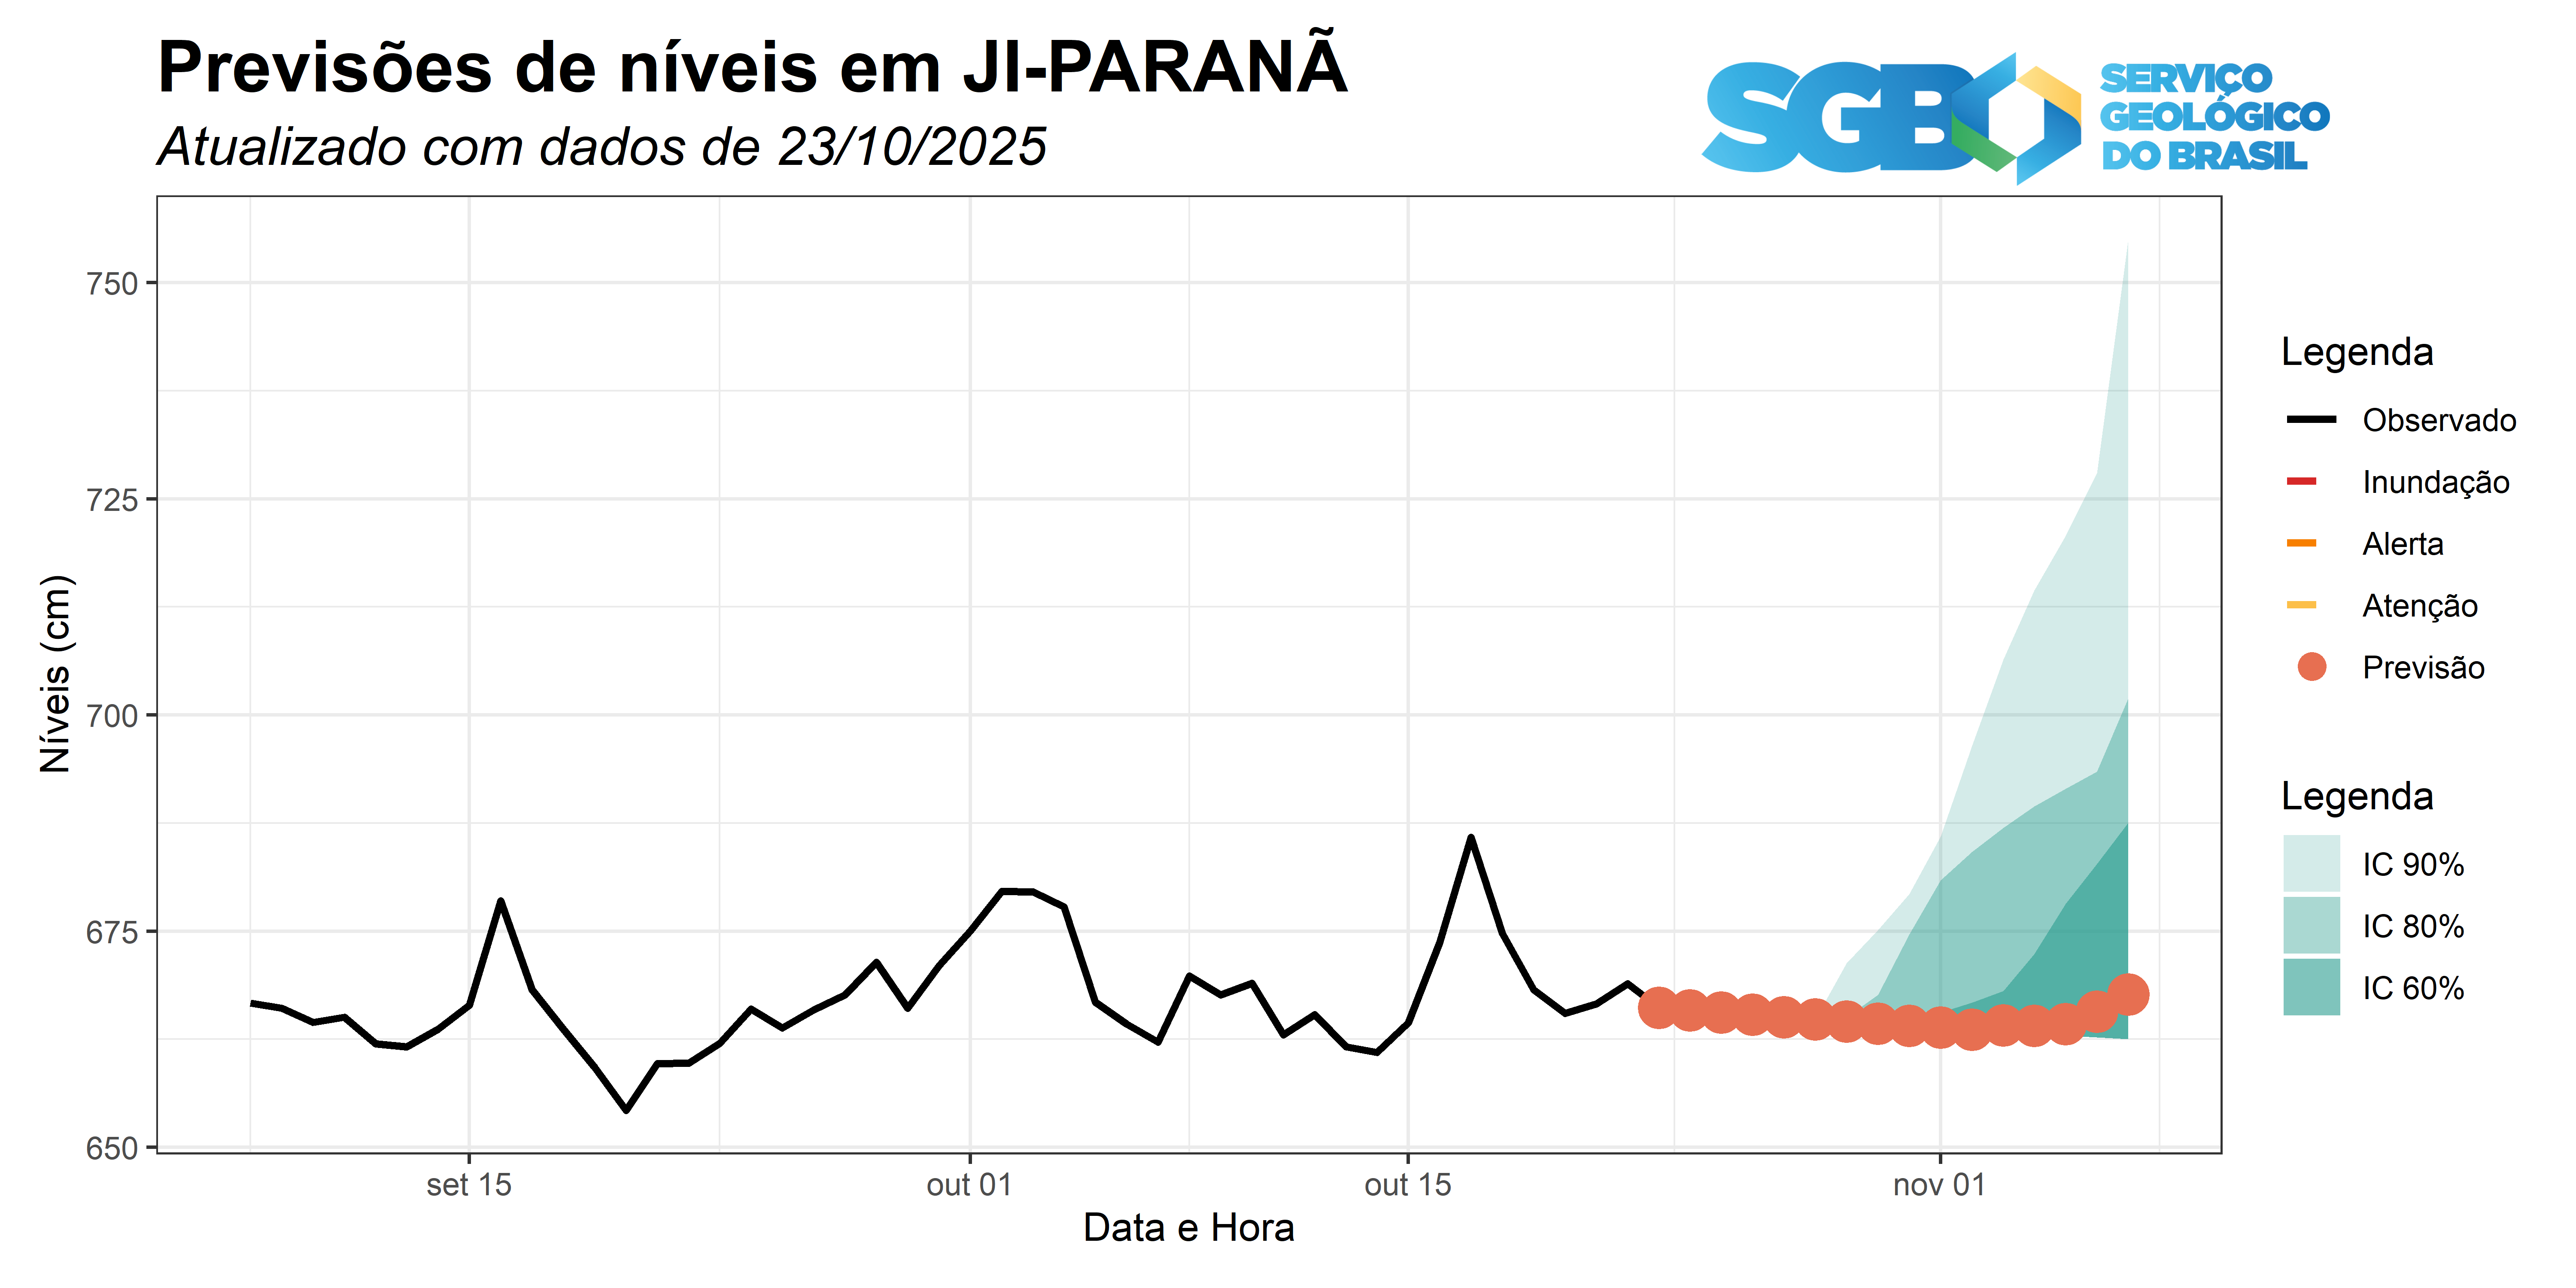 Previsões de níveis em JI-PARANÃ
Atualizado com dados de 23/10/2025
SGB
SERVIÇO
GEOLÓGICO
DO BRASIL
Níveis (cm)
750
725
700
675
650
set 15
out 01
out 15
nov 01
Data e Hora
Legenda
Observado
Inundação
Alerta
Atenção
Previsão
Legenda
IC 90%
IC 80%
IC 60%